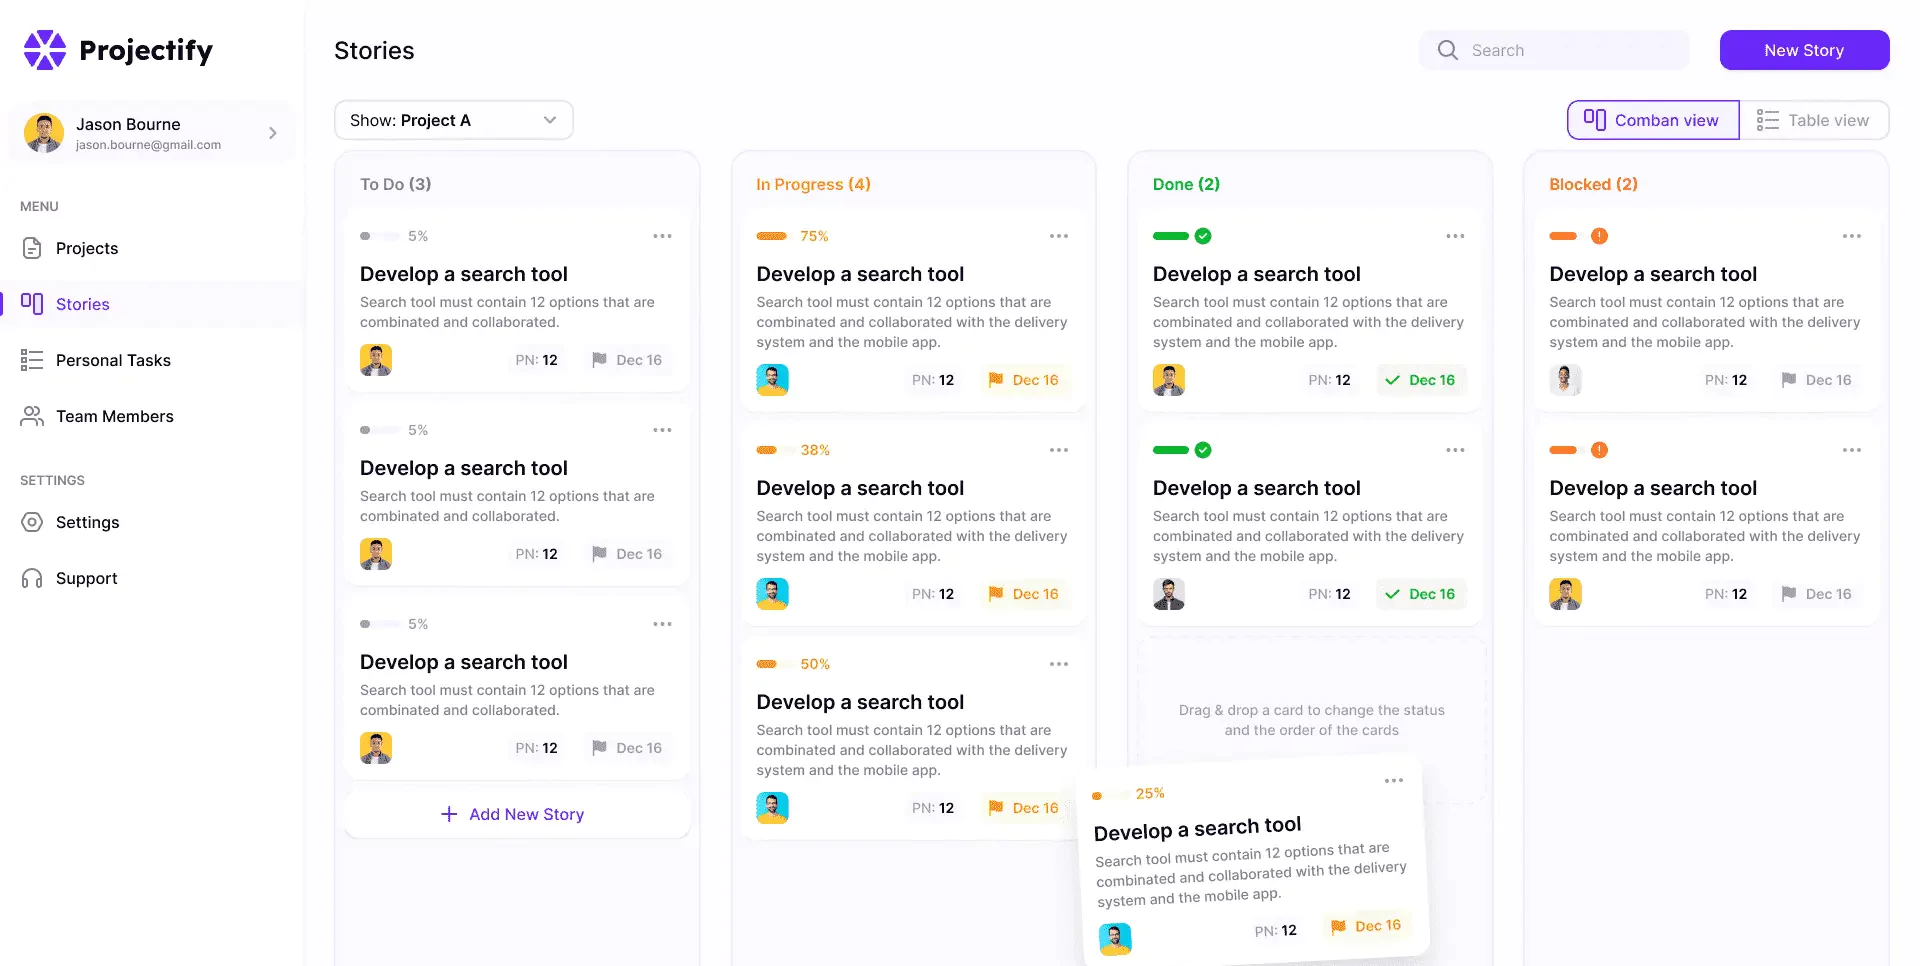 Projectify
Jason Bourne
jason.bourne@gmail.com
MENU
Projects
Stories
Personal Tasks
Team Members
SETTINGS
Settings
Support
Stories
Search
New Story
Show: Project A
Comban view
Table view
To Do (3)
5%
Develop a search tool
Search tool must contain 12 options that are
combinated and collaborated.
PN: 12
Dec 16
5%
Develop a search tool
Search tool must contain 12 options that are
combinated and collaborated.
PN: 12
Dec 16
5%
Develop a search tool
Search tool must contain 12 options that are
combinated and collaborated.
PN: 12
Dec 16
Add New Story
In Progress (4)
75%
Develop a search tool
Search tool must contain 12 options that are
combinated and collaborated with the delivery
system and the mobile app.
PN: 12
Dec 16
38%
Develop a search tool
Search tool must contain 12 options that are
combinated and collaborated with the delivery
system and the mobile app.
PN: 12
Dec 16
50%
Develop a search tool
Search tool must contain 12 options that are
combinated and collaborated with the delivery
system and the mobile app.
PN: 12
Dec 16
Done (2)
Develop a search tool
Search tool must contain 12 options that are
combinated and collaborated with the delivery
system and the mobile app.
PN: 12
Dec 16
Develop a search tool
Search tool must contain 12 options that are
combinated and collaborated with the delivery
system and the mobile app.
PN: 12
Dec 16
Drag & drop a card to change the status
and the order of the cards
25%
Develop a search tool
Search tool must contain 12 options that are
combinated and collaborated with the delivery
system and the mobile app.
PN: 12
Dec 16
Blocked (2)
Develop a search tool
Search tool must contain 12 options that are
combinated and collaborated with the delivery
system and the mobile app.
PN: 12
Dec 16
Develop a search tool
Search tool must contain 12 options that are
combinated and collaborated with the delivery
system and the mobile app.
PN: 12
Dec 16